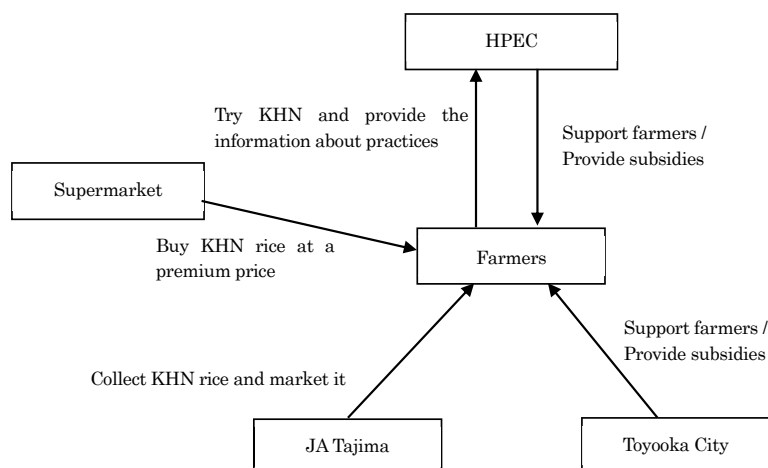 HPEC
Try KHN and provide the
information about practices
Support farmers /
Provide subsidies
Supermarket
Buy KHN rice at a
premium price
Farmers
Support farmers /
Provide subsidies
Collect KHN rice and market it
JA Tajima
Toyooka City